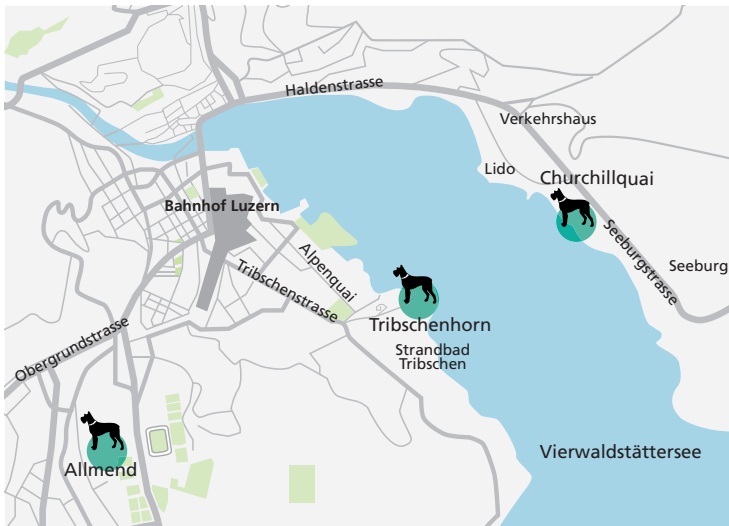 Haldenstrasse
Verkehrshaus
Lido
Churchillquai
Bahnhof Luzern
Seeburgstrasse
Seeburg
Alpenquai
Tribschenstrasse
Tribschenhorn
Strandbad
Tribschen
Obergrundstrasse
Vierwaldstättersee
Allmend